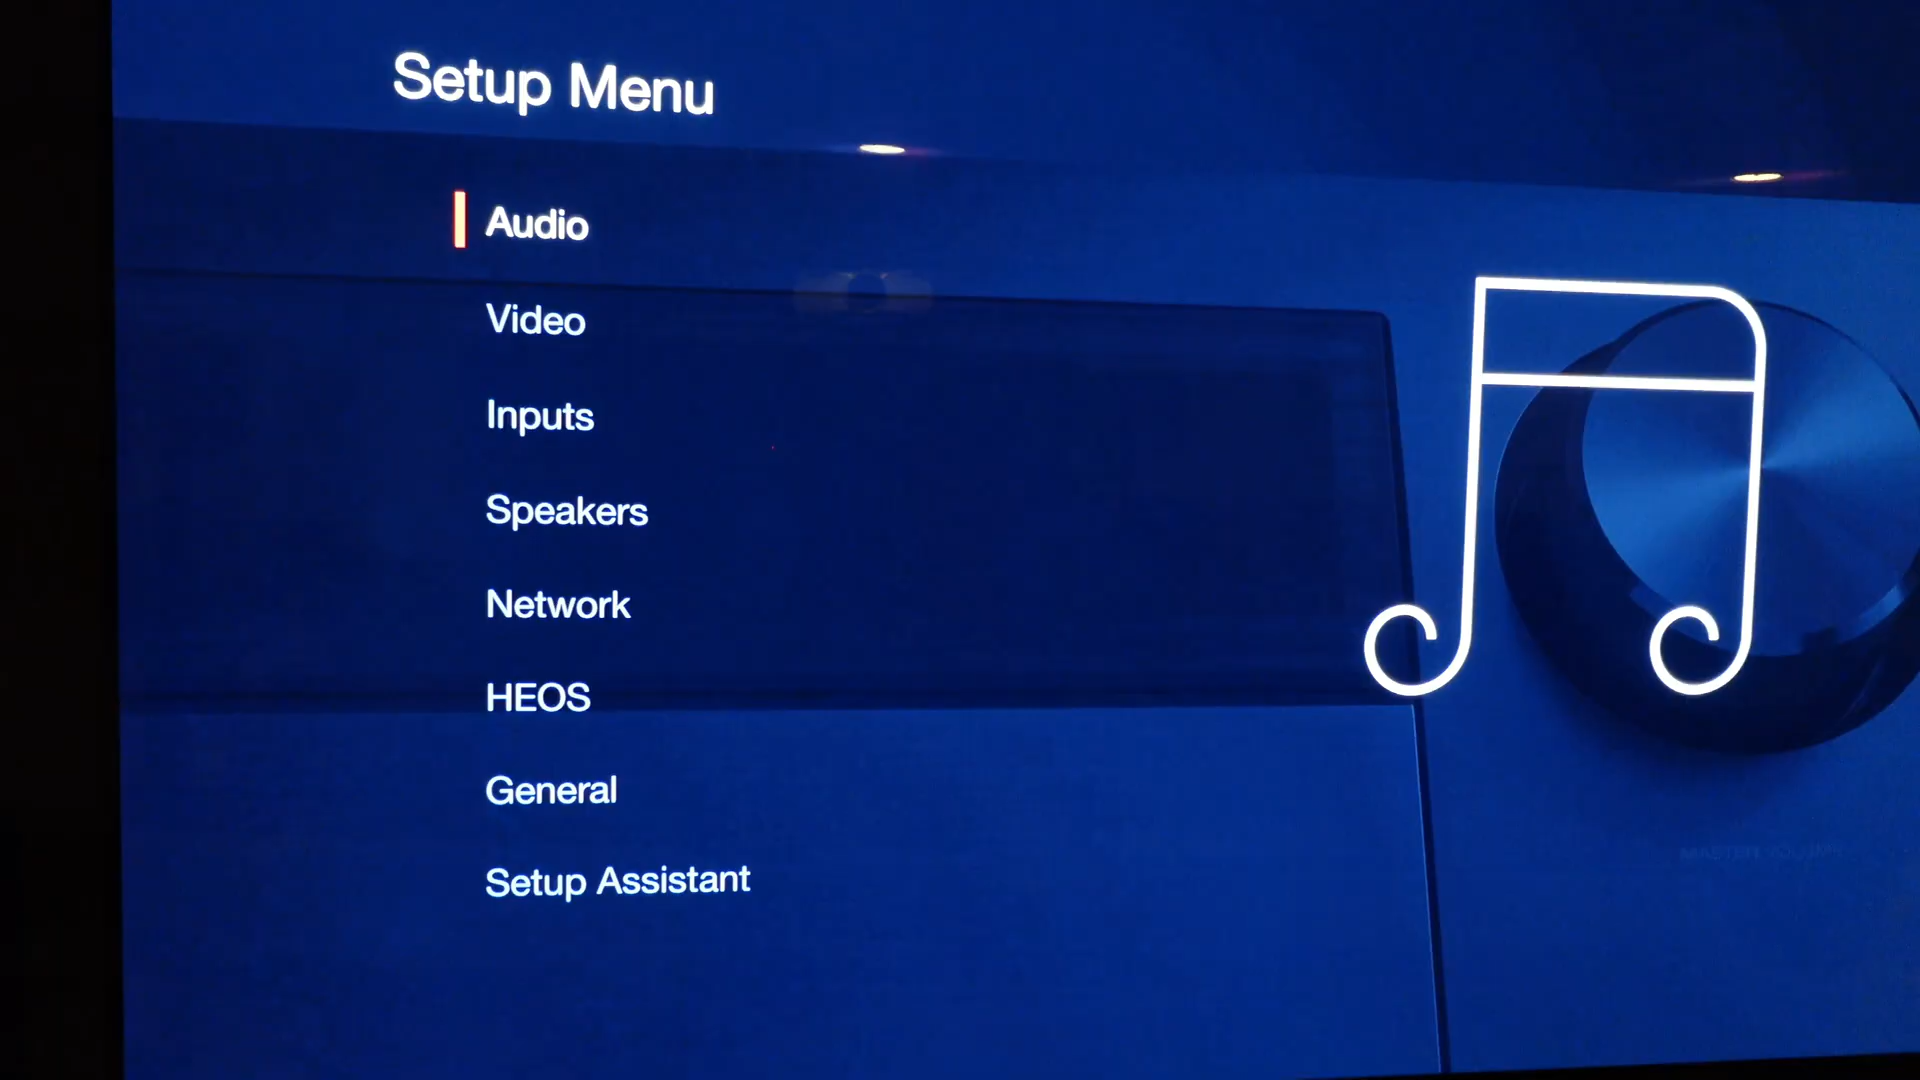 Setup Menu
Audio
Video
Inputs
Speakers
Network
HEOS
General
Setup Assistant